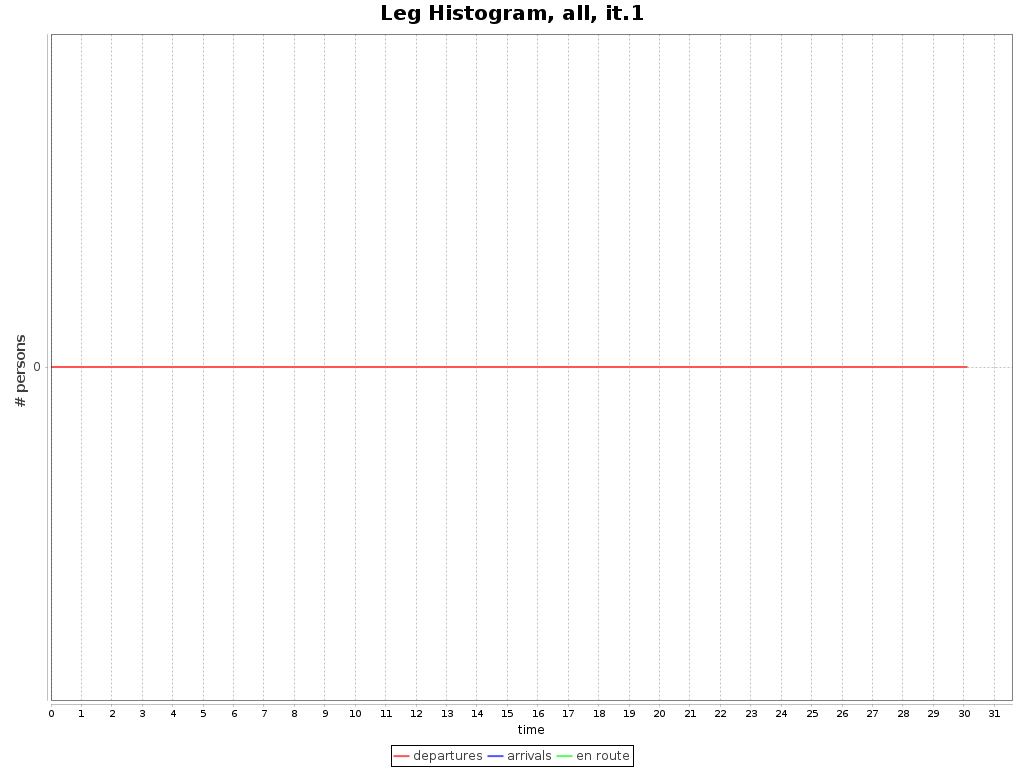 Leg Histogram, all, it.1
# persons
0
0 1 2 3 4 5 6 7 8 9 10 11 12 13 14 15 16 17 18 19 20 21 22 23 24 25 26 27 28 29 30 31
time
departures arrivals en route